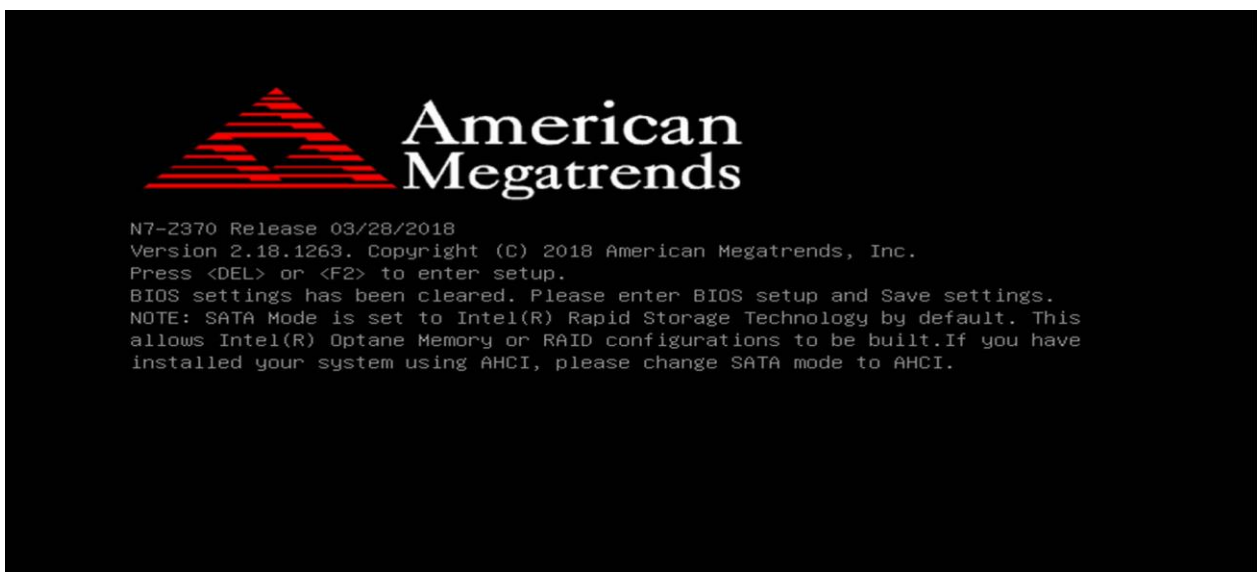 American
Megatrends
N7-Z370 Release 03/28/2018
Version 2.18.1263. Copyright (C) 2018 American Megatrends, Inc.
Press <DEL> or <F2> to enter setup.
BIOS settings has been cleared. Please enter BIOS setup and Save settings.
NOTE: SATA Mode is set to Intel(R) Rapid Storage Technology by default. This
allows Intel(R) Optane Memory or RAID configurations to be built.If you have
installed your system using AHCI, please change SATA mode to AHCI.